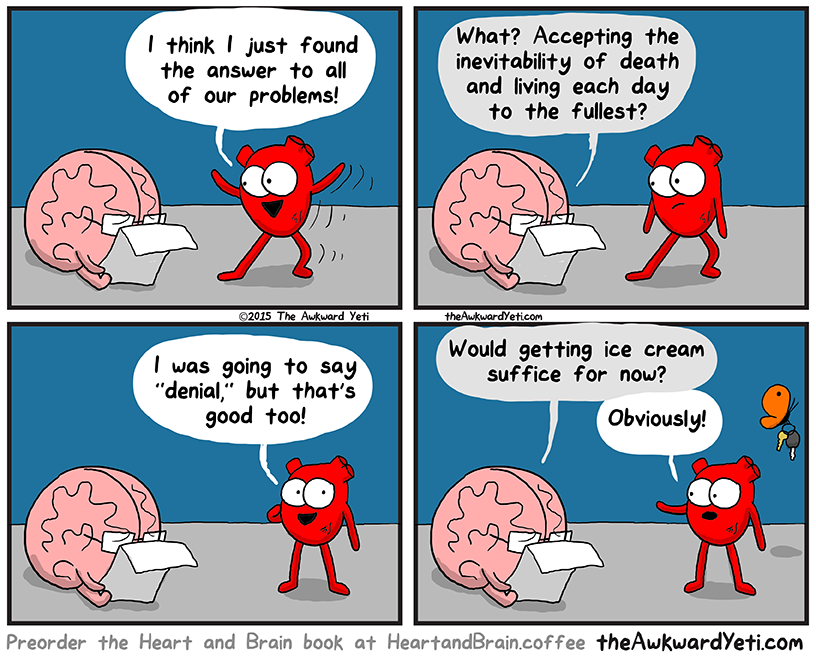 I think I just found
the answer to all
of our problems!
What? Accepting the
inevitability of death
and living each day
to the fullest?
©2015 The Awkward Yeti
theAwkwardYeti.com
I was going to say
“denial,” but that's
good too!
Would getting ice cream
suffice for now?
Obviously!
Preorder the Heart and Brain book at HeartandBrain.coffee theAwkwardYeti.com